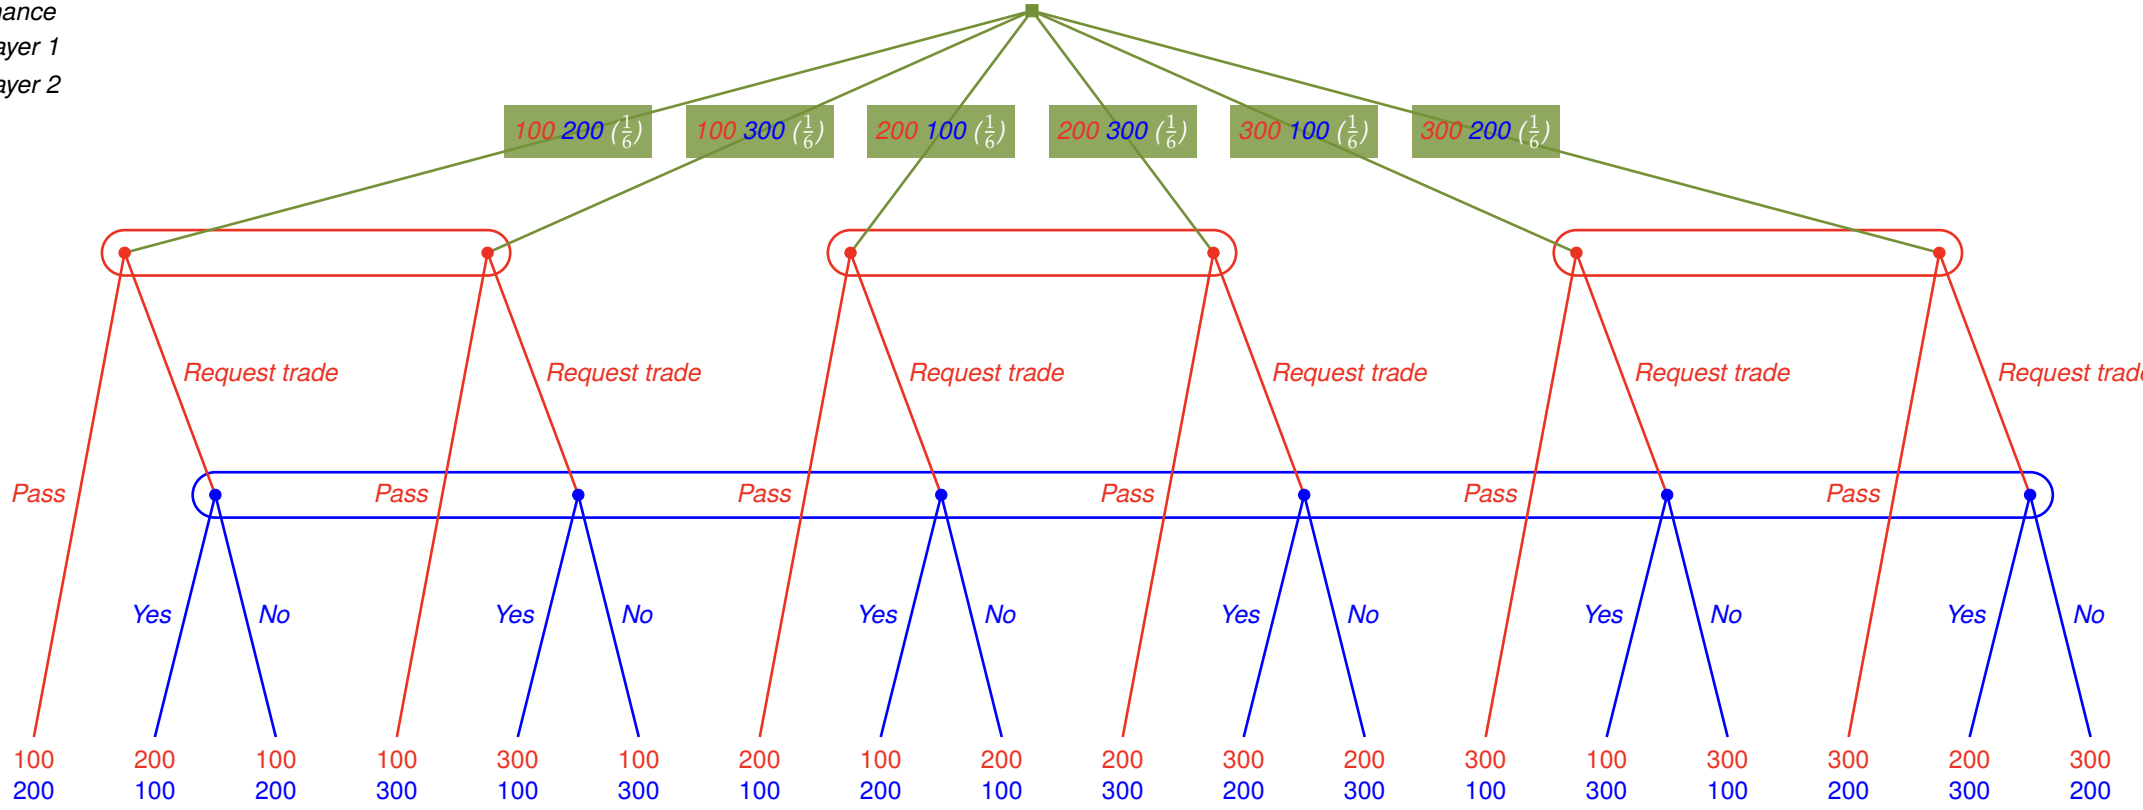 hance
ayer 1
ayer 2
100 200 (1/6) 100 300 (1/6) 200 100 (1/6) 200 300 (1/6) 300 100 (1/6) 300 200 (1/6)
Request trade Request trade Request trade Request trade Request trade Request trade
Pass Pass Pass Pass Pass Pass
Yes No Yes No Yes No Yes No Yes No Yes No
100 200 100 100 300 100 200 100 200 200 300 200 300 100 300 300 200 300
200 100 200 300 100 300 100 200 100 300 200 300 100 300 100 200 300 200